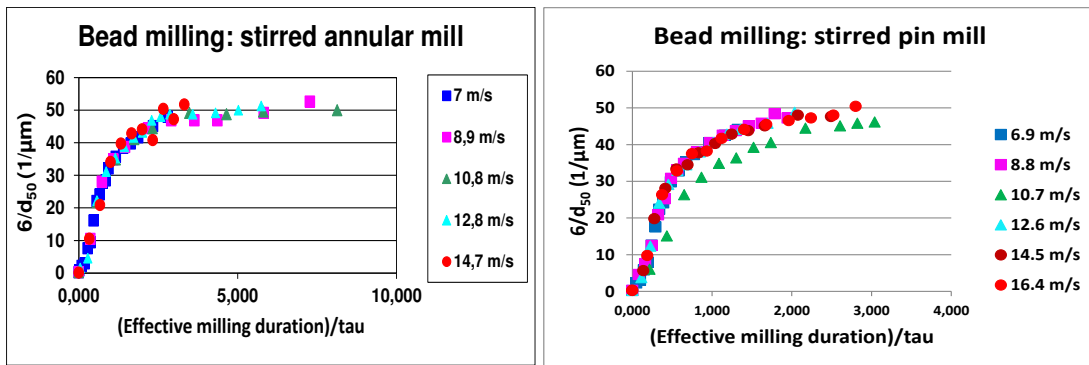 Bead milling: stirred annular mill
60
50
40
30
20
10
0
0,000
5,000
10,000
6/d50 (1/µm)
(Effective milling duration)/tau
7 m/s
8,9 m/s
10,8 m/s
12,8 m/s
14,7 m/s
Bead milling: stirred pin mill
60
50
40
30
20
10
0
0,000
1,000
2,000
3,000
4,000
6/d50 (1/µm)
(Effective milling duration)/tau
6.9 m/s
8.8 m/s
10.7 m/s
12.6 m/s
14.5 m/s
16.4 m/s